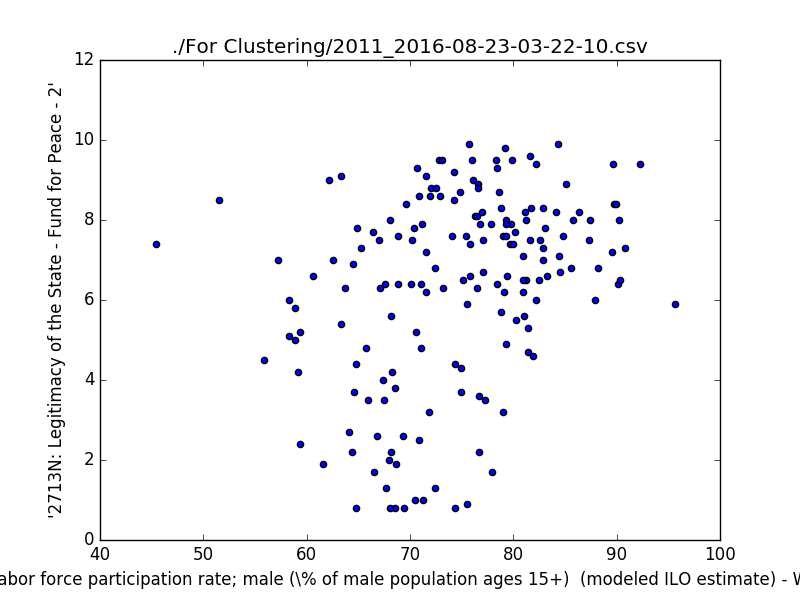 ./For Clustering/2011_2016-08-23-03-22-10.csv
12
10
8
6
4
2
0
'2713N: Legitimacy of the State - Fund for Peace - 2'
40 50 60 70 80 90 100
force participation rate; male (\% of male population ages 15+) (modeled ILO estimate) -